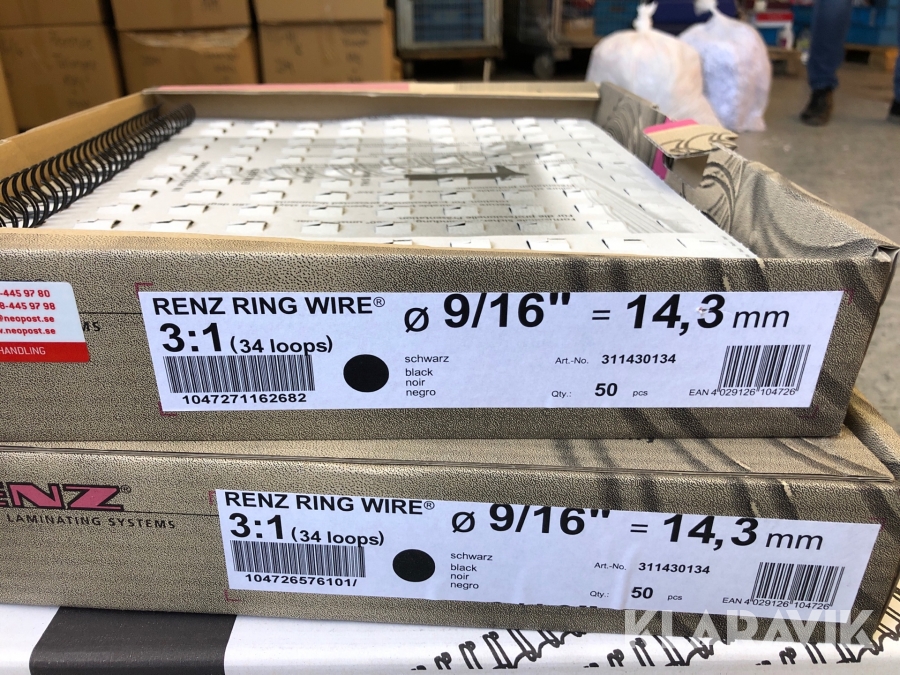 -445 97 80
8-445 97 98
@neopost.se
w.neopost.se
HANDLING
MS
RENZ RING WIRE®
3:1 (34 loops)
ø 9/16" = 14,3 mm
schwarz
black
noir
negro
Art.-No. 311430134
Qty.: 50 pcs
1047271162682
EAN 4 029126 104726
ENZ®
LAMINATING SYSTEMS
RENZ RING WIRE®
3:1 (34 loops)
ø 9/16" = 14,3 mm
schwarz
black
noir
negro
Art.-No. 311430134
Qty.: 50 pcs
104726576101/
EAN 4 029126 104726
KLARAVIK